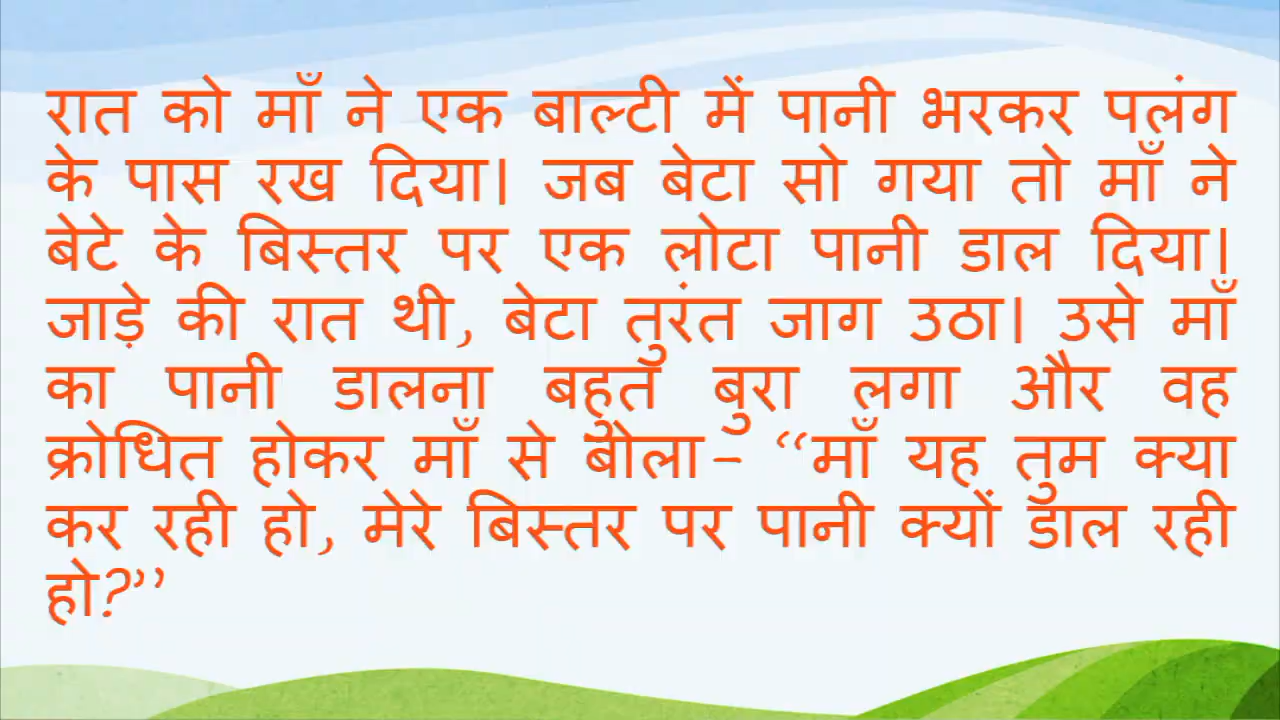 रात को माँ ने एक बाल्टी में पानी भरकर पलंग
के पास रख दिया। जब बेटा सो गया तो माँ ने
बेटे के बिस्तर पर एक लोटा पानी डाल दिया।
जाड़े की रात थी, बेटा तुरंत जाग उठा। उसे माँ
का पानी डालना बहुत बुरा लगा और वह
क्रोधित होकर माँ से बोला– ‘‘माँ यह तुम क्या
कर रही हो, मेरे बिस्तर पर पानी क्यों डाल रही
हो?’’